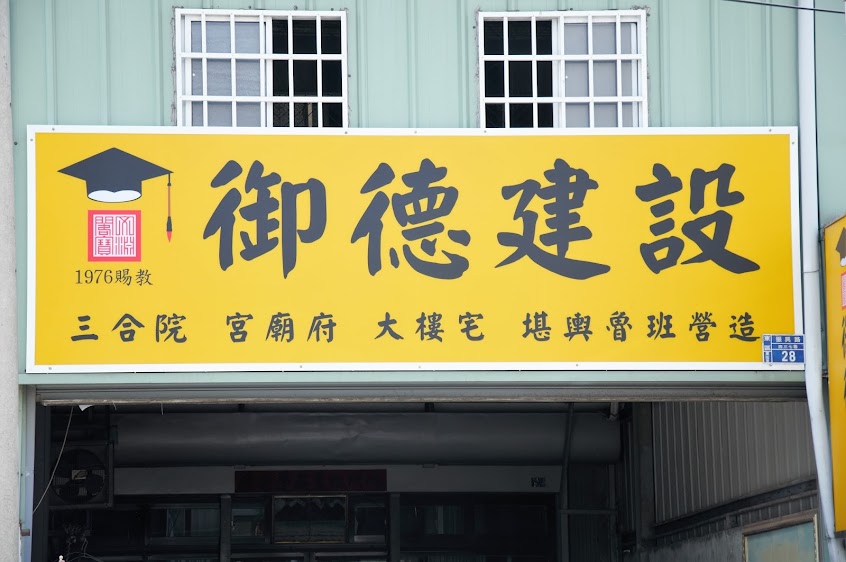 御德建設
1976賜教
三合院 宮廟府 大樓宅 堪輿魯班營造
28